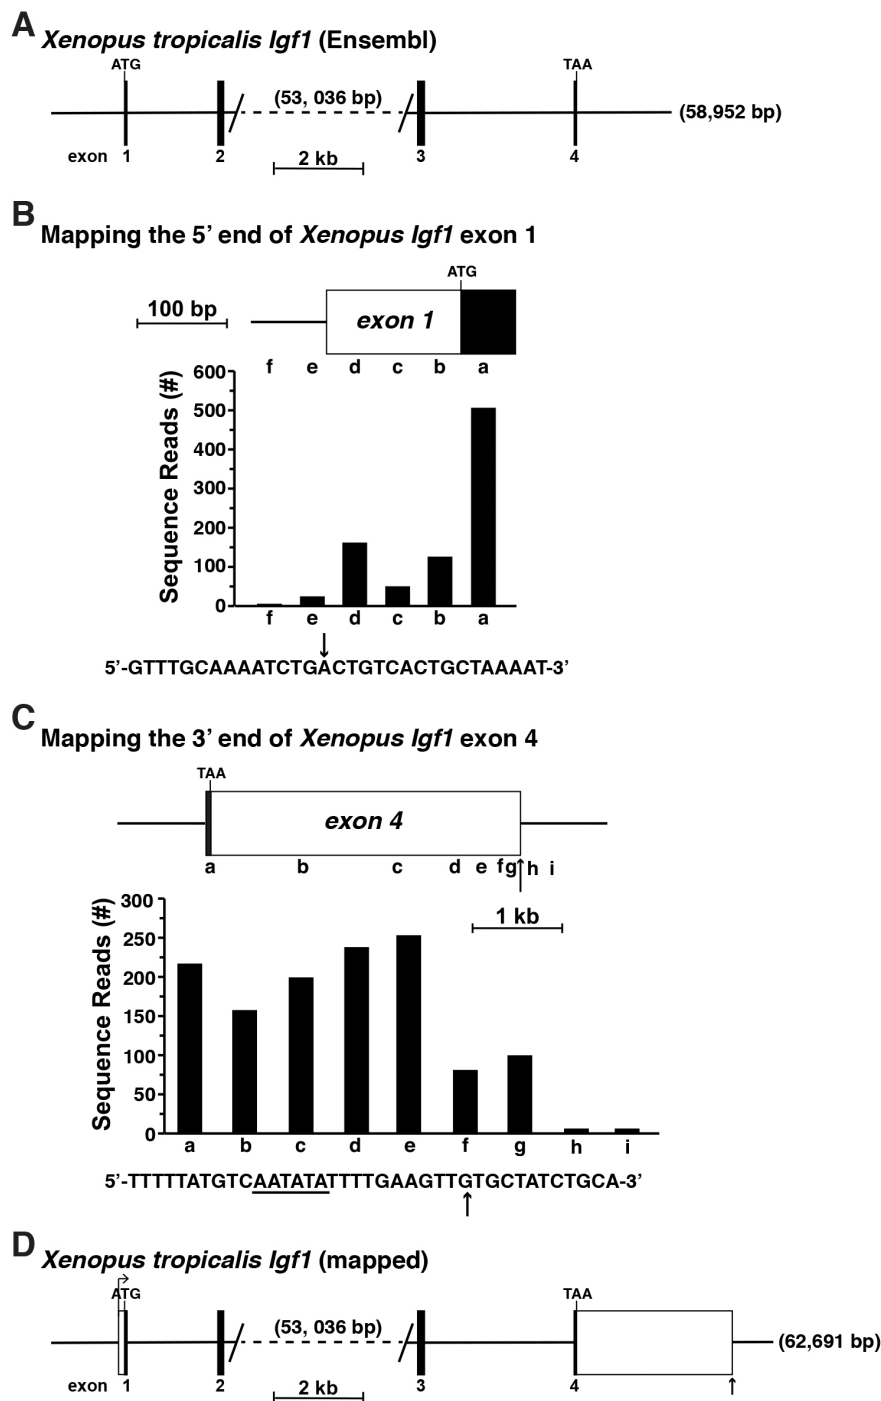 A
Xenopus tropicalis Igf1 (Ensembl)
ATG TAA
(53, 036 bp)
(58,952 bp)
exon 1 2 3 4
2 kb
B
Mapping the 5’ end of Xenopus Igf1 exon 1
ATG
100 bp
exon 1
f e d c b a
Sequence Reads (#)
600
500
400
300
200
100
0
f e d c b a
5’-GTTTGCAAAATCTGACTGTCACTGCTAAAAT-3’
C
Mapping the 3’ end of Xenopus Igf1 exon 4
TAA
exon 4
a b c d e f g h i
1 kb
Sequence Reads (#)
300
250
200
150
100
50
0
a b c d e f g h i
5’-TTTTTATGTCAATATATTTTGAAGTTGTGCTATCTGCA-3’
D
Xenopus tropicalis Igf1 (mapped)
ATG TAA
(53, 036 bp)
(62,691 bp)
exon 1 2 3 4
2 kb